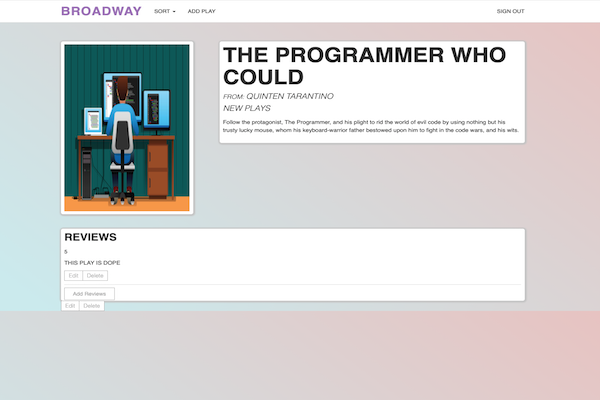 BROADWAY SORT ADD PLAY SIGN OUT
THE PROGRAMMER WHO
COULD
FROM: QUINTEN TARANTINO
NEW PLAYS
Follow the protagonist, The Programmer, and his plight to rid the world of evil code by using nothing but his
trusty lucky mouse, whom his keyboard-warrior father bestowed upon him to fight in the code wars, and his wits.
REVIEWS
5
THIS PLAY IS DOPE
Edit Delete
Add Reviews
Edit Delete